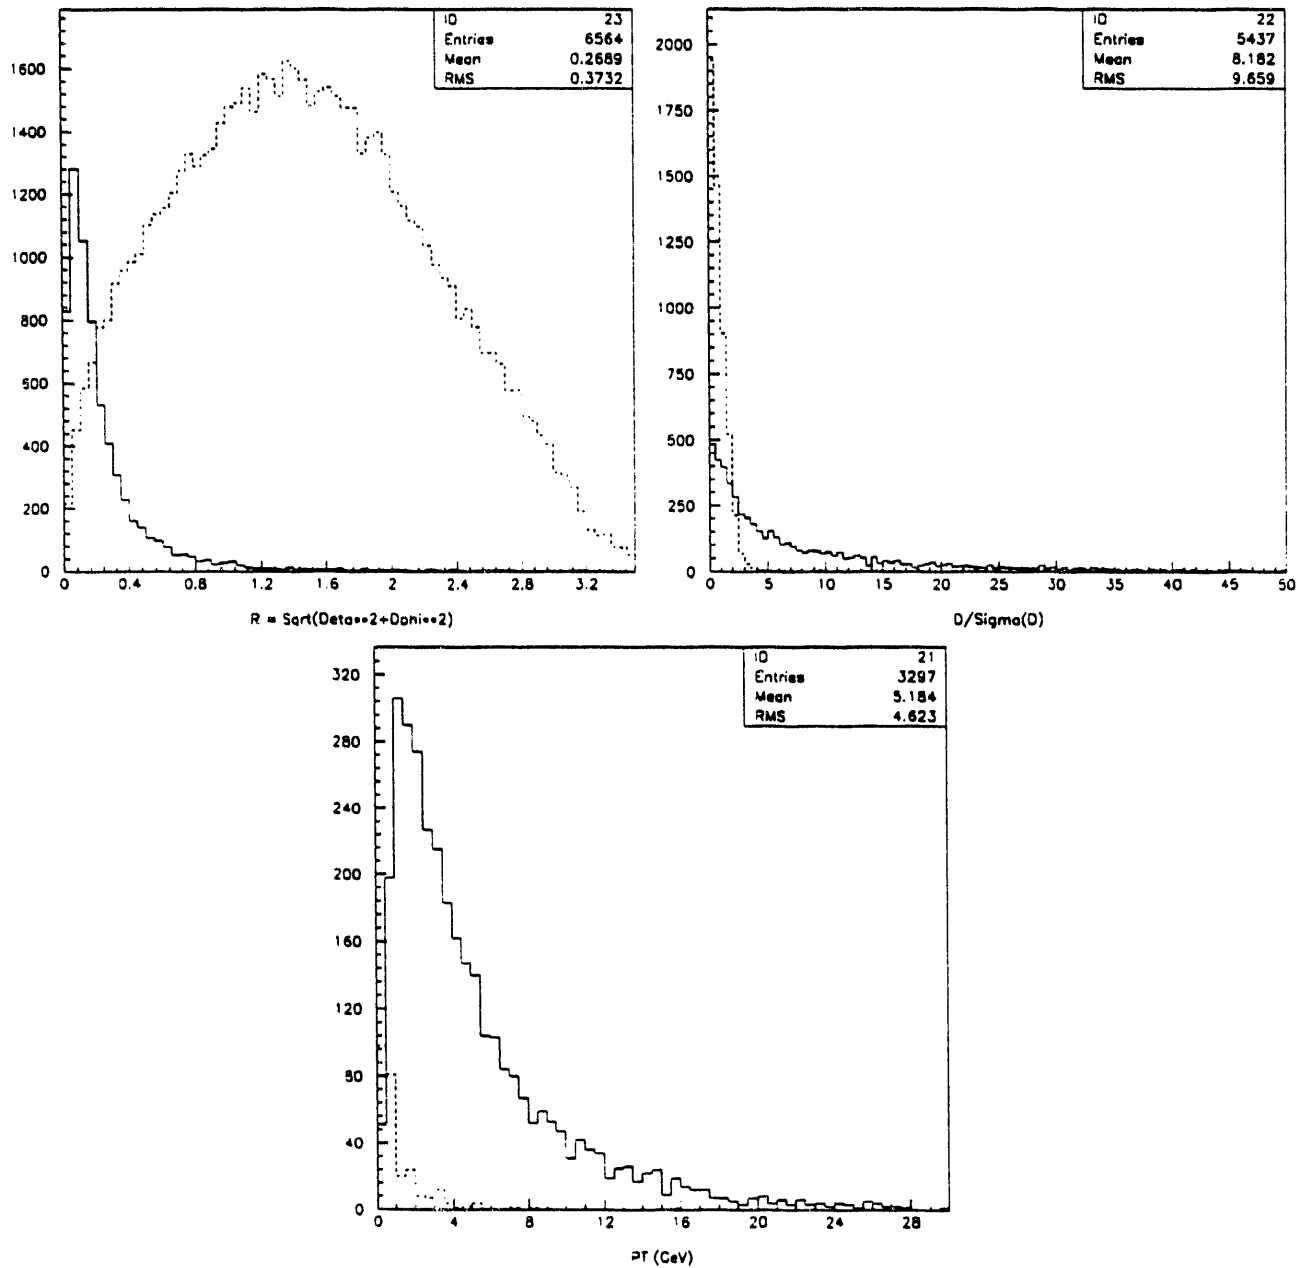 ID 23
Entries 6564
Mean 0.2689
RMS 0.3732
1600
1400
1200
1000
800
600
400
200
0
0 0.4 0.8 1.2 1.6 2 2.4 2.8 3.2
R = Sqrt(Deta**2+Dphi**2)
ID 22
Entries 5437
Mean 8.182
RMS 9.659
2000
1750
1500
1250
1000
750
500
250
0
0 5 10 15 20 25 30 35 40 45 50
D/Sigma(D)
ID 21
Entries 3297
Mean 5.184
RMS 4.623
320
280
240
200
160
120
80
40
0
0 4 8 12 16 20 24 28
PT (GeV)